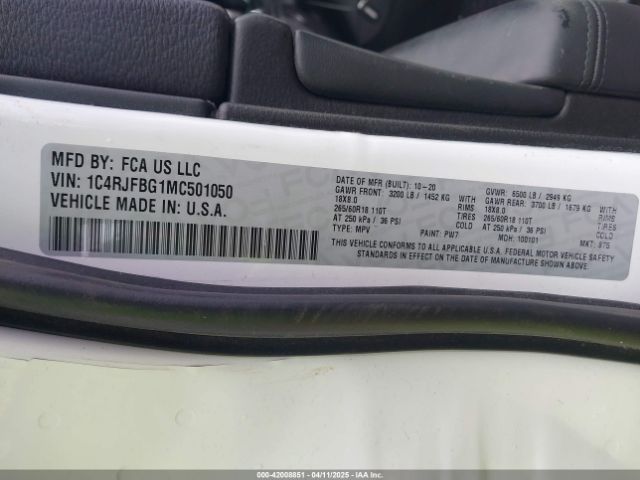 MFD BY: FCA US LLC
VIN: 1C4RJFBG1MC501050
VEHICLE MADE IN: U.S.A.
DATE OF MFR (BUILT): 10-20 GVWR: 6500 LB / 2949 KG
GAWR FRONT: 3200 LB / 1452 KG GAWR REAR: 3700 LB / 1679 KG
18X8.0 RIMS 18X8.0 RIMS
265/60R18 110T TIRES 265/60R18 110T TIRES
AT 250 kPa / 36 PSI COLD AT 250 kPa / 36 PSI COLD
TYPE: MPV PAINT: PW7 MDH: 100101 MKT: 975
THIS VEHICLE CONFORMS TO ALL APPLICABLE U.S.A. FEDERAL MOTOR VEHICLE SAFETY
STANDARDS IN EFFECT ON THE DATE OF MANUFACTURE SHOWN ABOVE.
000-42008851 - 04/11/2025 - IAAI.COM